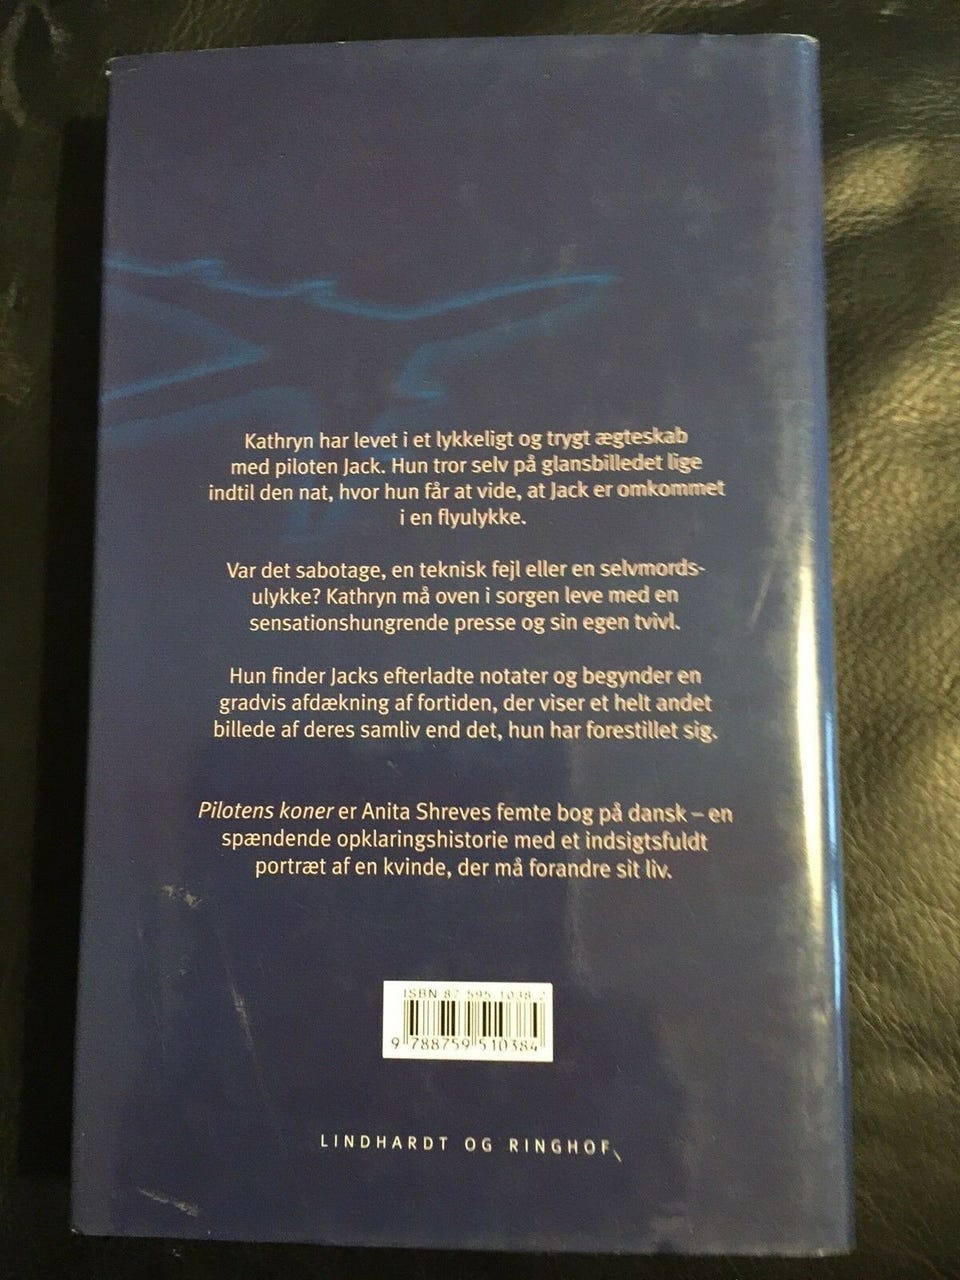 Kathryn har levet i et lykkeligt og trygt ægteskab
med piloten Jack. Hun tror selv på glansbilledet lige
indtil den nat, hvor hun får at vide, at Jack er omkommet
i en flyulykke.
Var det sabotage, en teknisk fejl eller en selvmords-
ulykke? Kathryn må oven i sorgen leve med en
sensationshungrende presse og sin egen tvivl.
Hun finder Jacks efterladte notater og begynder en
gradvis afdækning af fortiden, der viser et helt andet
billede af deres samliv end det, hun har forestillet sig.
Pilotens koner er Anita Shreves femte bog på dansk – en
spændende opklaringshistorie med et indsigtsfuldt
portræt af en kvinde, der må forandre sit liv.
ISBN 87 595 1038 2
9 788759 510384
LINDHARDT OG RINGHOF